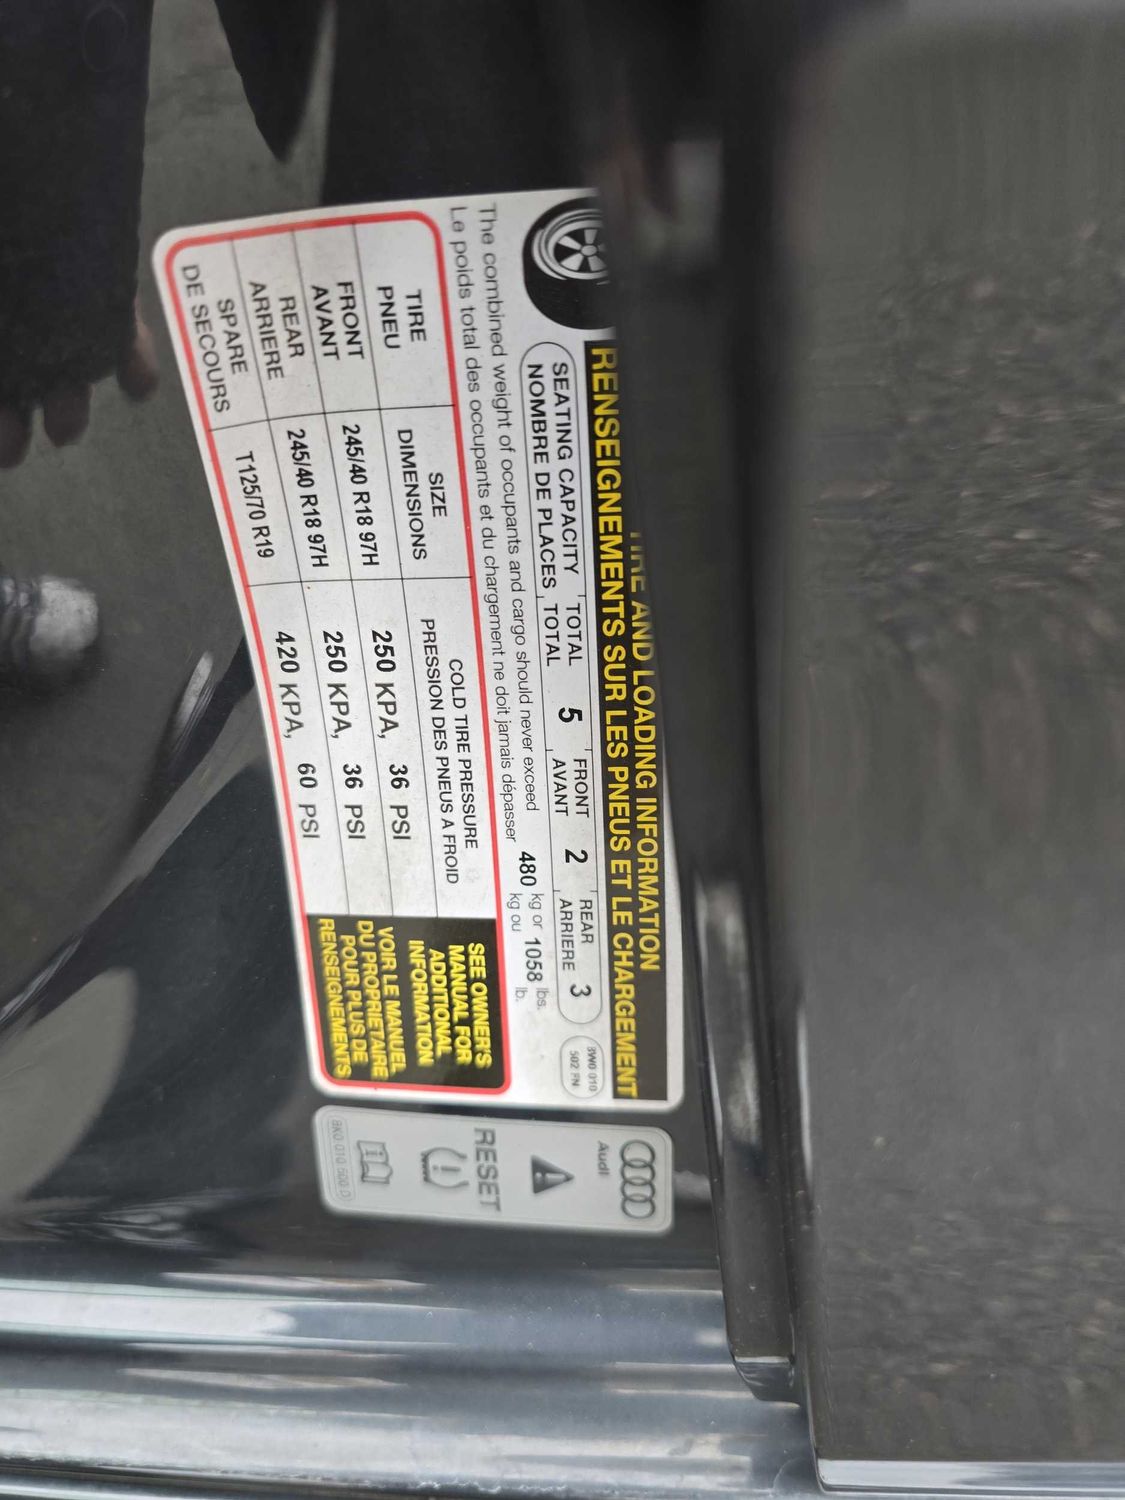 TIRE AND LOADING INFORMATION
RENSEIGNEMENTS SUR LES PNEUS ET LE CHARGEMENT
SEATING CAPACITY TOTAL 5 FRONT 2 REAR 3
NOMBRE DE PLACES TOTAL AVANT ARRIERE
8W0 010
502 FN
The combined weight of occupants and cargo should never exceed 480 kg or 1058 lbs.
Le poids total des occupants et du chargement ne doit jamais dépasser kg ou lb.
TIRE SIZE COLD TIRE PRESSURE
PNEU DIMENSIONS PRESSION DES PNEUS A FROID
FRONT 245/40 R18 97H 250 KPA, 36 PSI
AVANT
REAR 245/40 R18 97H 250 KPA, 36 PSI
ARRIERE
SPARE T125/70 R19 420 KPA, 60 PSI
DE SECOURS
SEE OWNER'S
MANUAL FOR
ADDITIONAL
INFORMATION
VOIR LE MANUEL
DU PROPRIETAIRE
POUR PLUS DE
RENSEIGNEMENTS
Audi
RESET
8K0 010 500 D